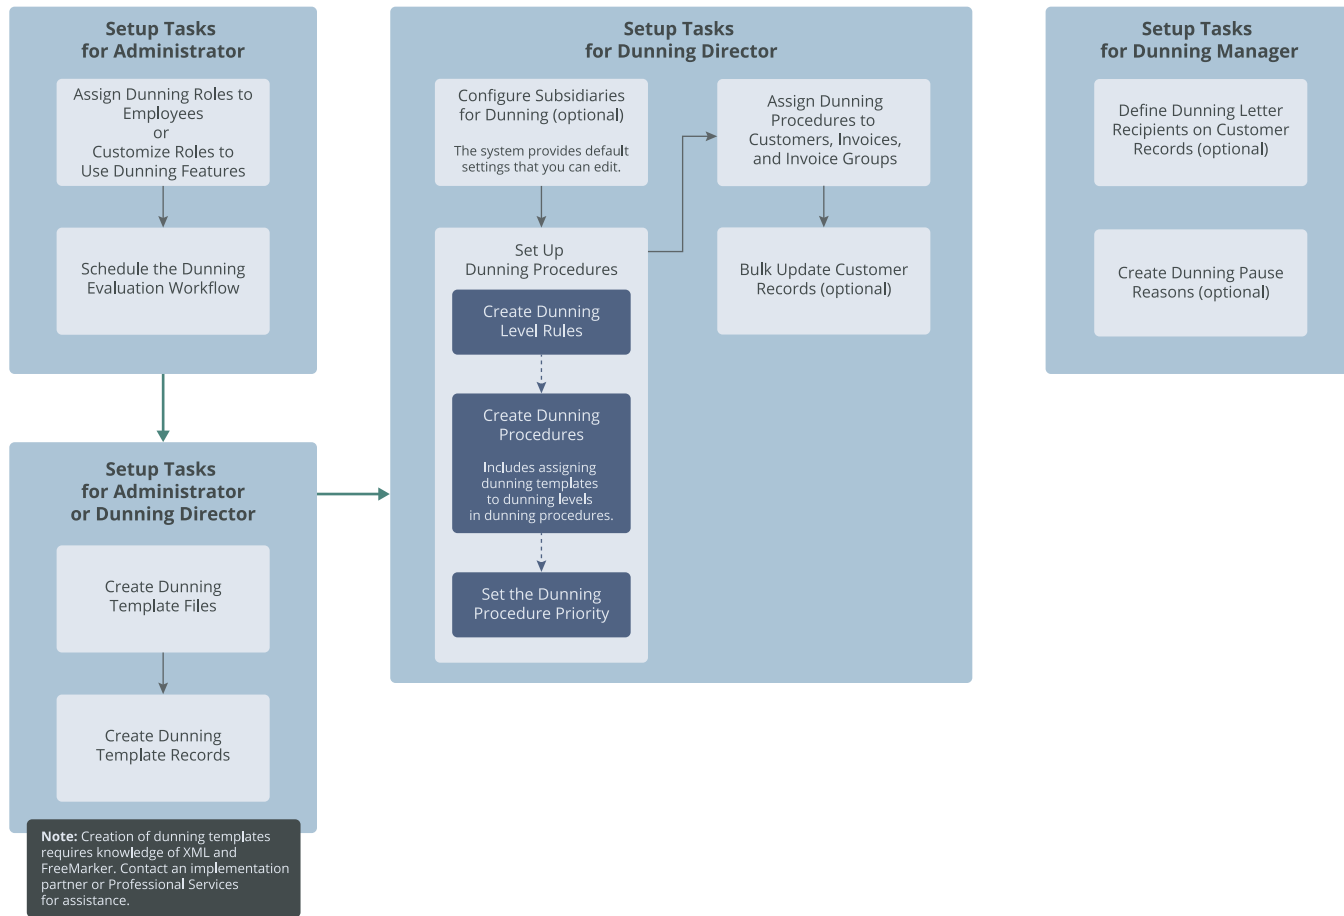 Setup Tasks
for Administrator
Assign Dunning Roles to
Employees
or
Customize Roles to
Use Dunning Features
Schedule the Dunning
Evaluation Workflow
Setup Tasks
for Administrator
or Dunning Director
Create Dunning
Template Files
Create Dunning
Template Records
Note: Creation of dunning templates
requires knowledge of XML and
FreeMarker. Contact an implementation
partner or Professional Services
for assistance.
Setup Tasks
for Dunning Director
Configure Subsidiaries
for Dunning (optional)
The system provides default
settings that you can edit.
Set Up
Dunning Procedures
Create Dunning
Level Rules
Create Dunning
Procedures
Includes assigning
dunning templates
to dunning levels
in dunning procedures.
Set the Dunning
Procedure Priority
Assign Dunning
Procedures to
Customers, Invoices,
and Invoice Groups
Bulk Update Customer
Records (optional)
Setup Tasks
for Dunning Manager
Define Dunning Letter
Recipients on Customer
Records (optional)
Create Dunning Pause
Reasons (optional)